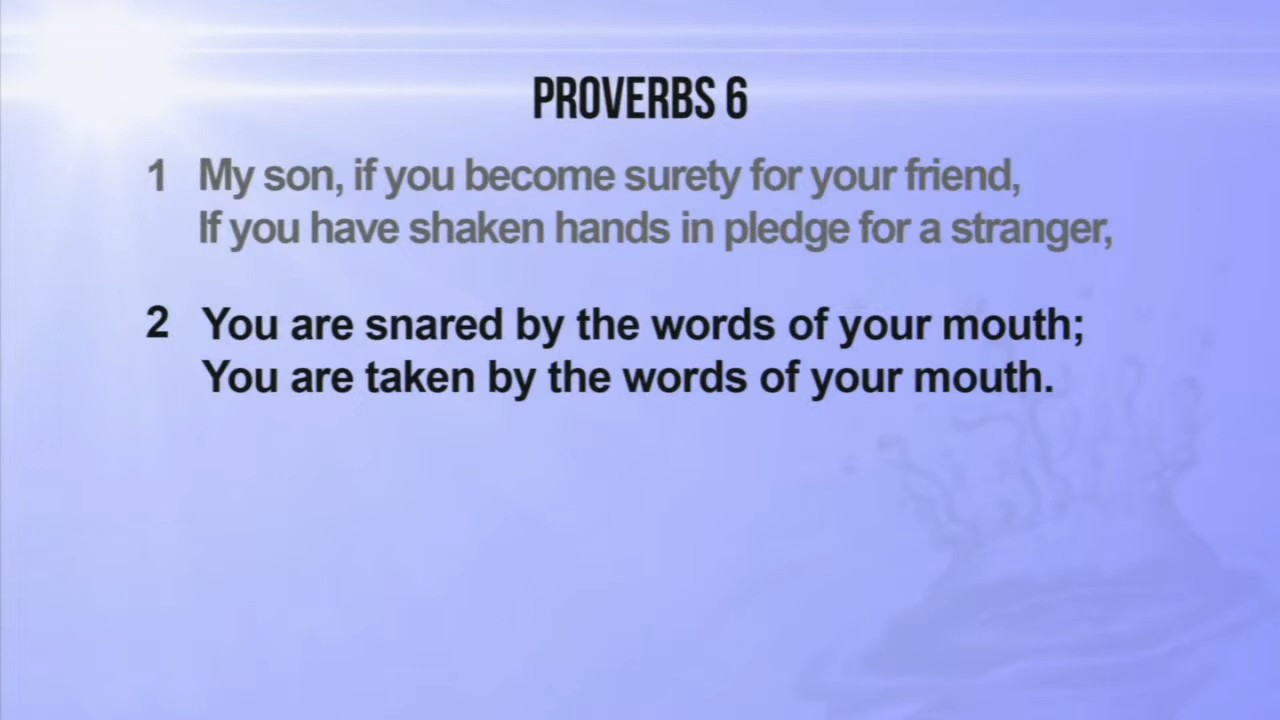 PROVERBS 6
1 My son, if you become surety for your friend,
If you have shaken hands in pledge for a stranger,
2 You are snared by the words of your mouth;
You are taken by the words of your mouth.